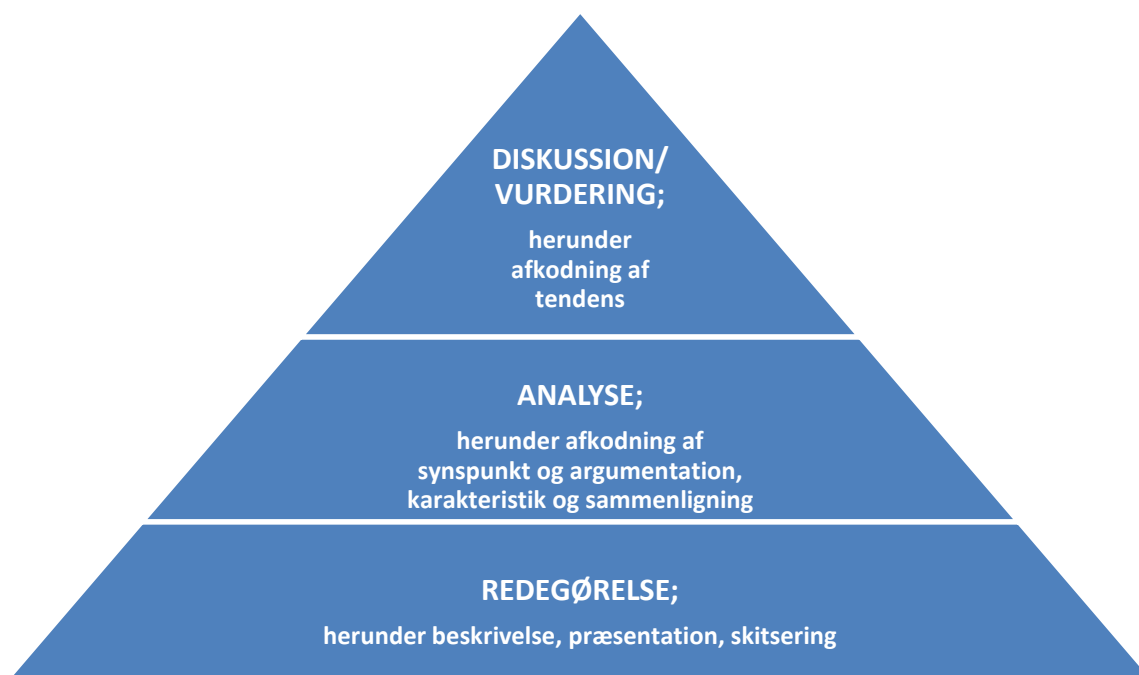 DISKUSSION/
VURDERING;
herunder
afkodning af
tendens
ANALYSE;
herunder afkodning af
synspunkt og argumentation,
karakteristik og sammenligning
REDEGØRELSE;
herunder beskrivelse, præsentation, skitsering